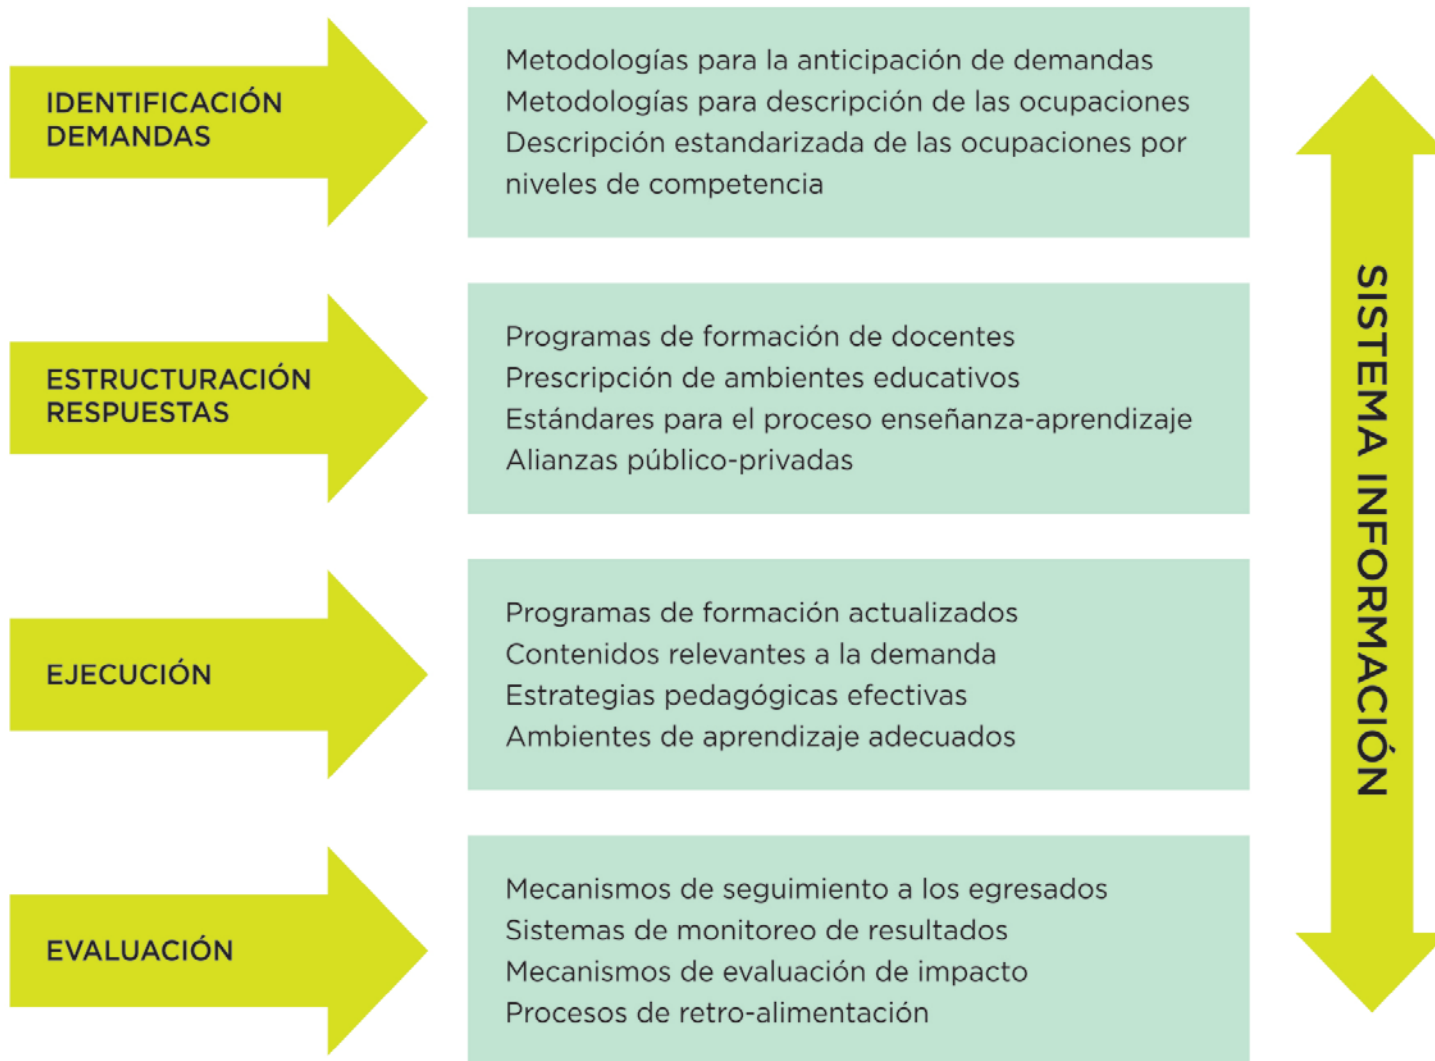 IDENTIFICACIÓN
DEMANDAS
Metodologías para la anticipación de demandas
Metodologías para descripción de las ocupaciones
Descripción estandarizada de las ocupaciones por
niveles de competencia
ESTRUCTURACIÓN
RESPUESTAS
Programas de formación de docentes
Prescripción de ambientes educativos
Estándares para el proceso enseñanza-aprendizaje
Alianzas público-privadas
EJECUCIÓN
Programas de formación actualizados
Contenidos relevantes a la demanda
Estrategias pedagógicas efectivas
Ambientes de aprendizaje adecuados
EVALUACIÓN
Mecanismos de seguimiento a los egresados
Sistemas de monitoreo de resultados
Mecanismos de evaluación de impacto
Procesos de retro-alimentación
SISTEMA INFORMACIÓN